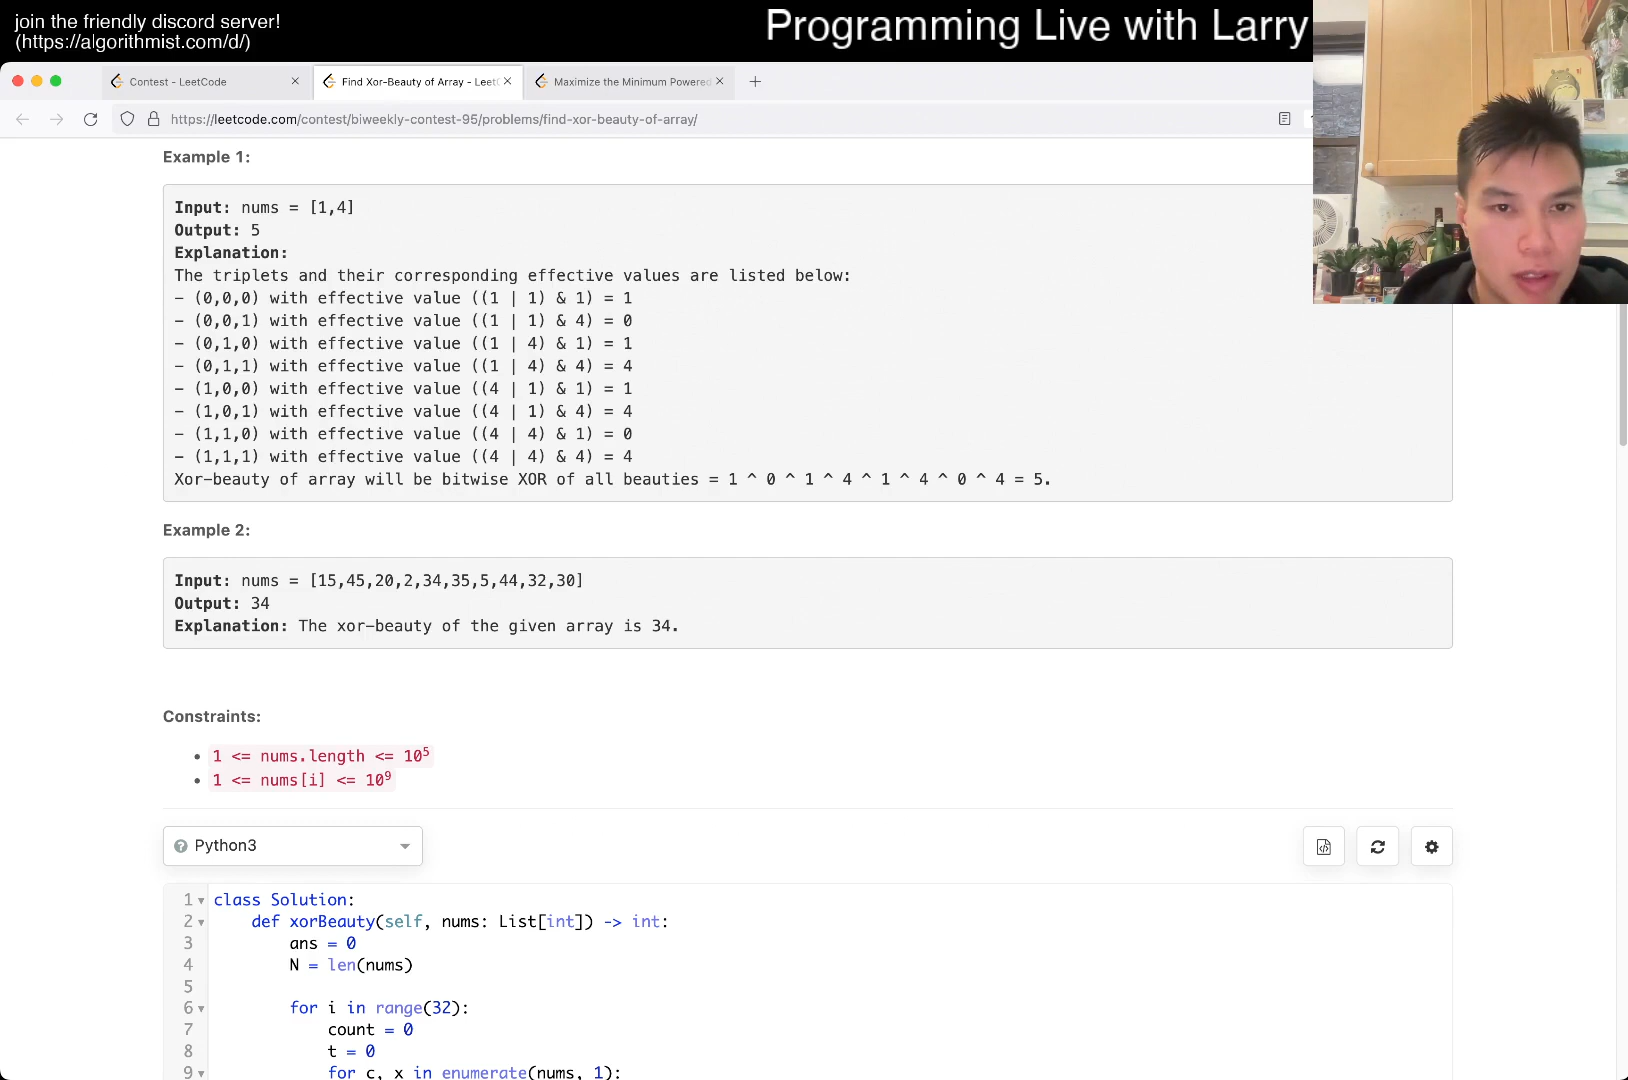 join the friendly discord server!
(https://algorithmist.com/d/)
Programming Live with Larry
Contest - LeetCode
Find Xor-Beauty of Array - Leet
Maximize the Minimum Powered
https://leetcode.com/contest/biweekly-contest-95/problems/find-xor-beauty-of-array/
Example 1:
Input: nums = [1,4]
Output: 5
Explanation:
The triplets and their corresponding effective values are listed below:
- (0,0,0) with effective value ((1 | 1) & 1) = 1
- (0,0,1) with effective value ((1 | 1) & 4) = 0
- (0,1,0) with effective value ((1 | 4) & 1) = 1
- (0,1,1) with effective value ((1 | 4) & 4) = 4
- (1,0,0) with effective value ((4 | 1) & 1) = 1
- (1,0,1) with effective value ((4 | 1) & 4) = 4
- (1,1,0) with effective value ((4 | 4) & 1) = 0
- (1,1,1) with effective value ((4 | 4) & 4) = 4
Xor-beauty of array will be bitwise XOR of all beauties = 1 ^ 0 ^ 1 ^ 4 ^ 1 ^ 4 ^ 0 ^ 4 = 5.
Example 2:
Input: nums = [15,45,20,2,34,35,5,44,32,30]
Output: 34
Explanation: The xor-beauty of the given array is 34.
Constraints:
• 1 <= nums.length <= 10⁵
• 1 <= nums[i] <= 10⁹
Python3
1 class Solution:
2 def xorBeauty(self, nums: List[int]) -> int:
3 ans = 0
4 N = len(nums)
5
6 for i in range(32):
7 count = 0
8 t = 0
9 for c, x in enumerate(nums, 1):